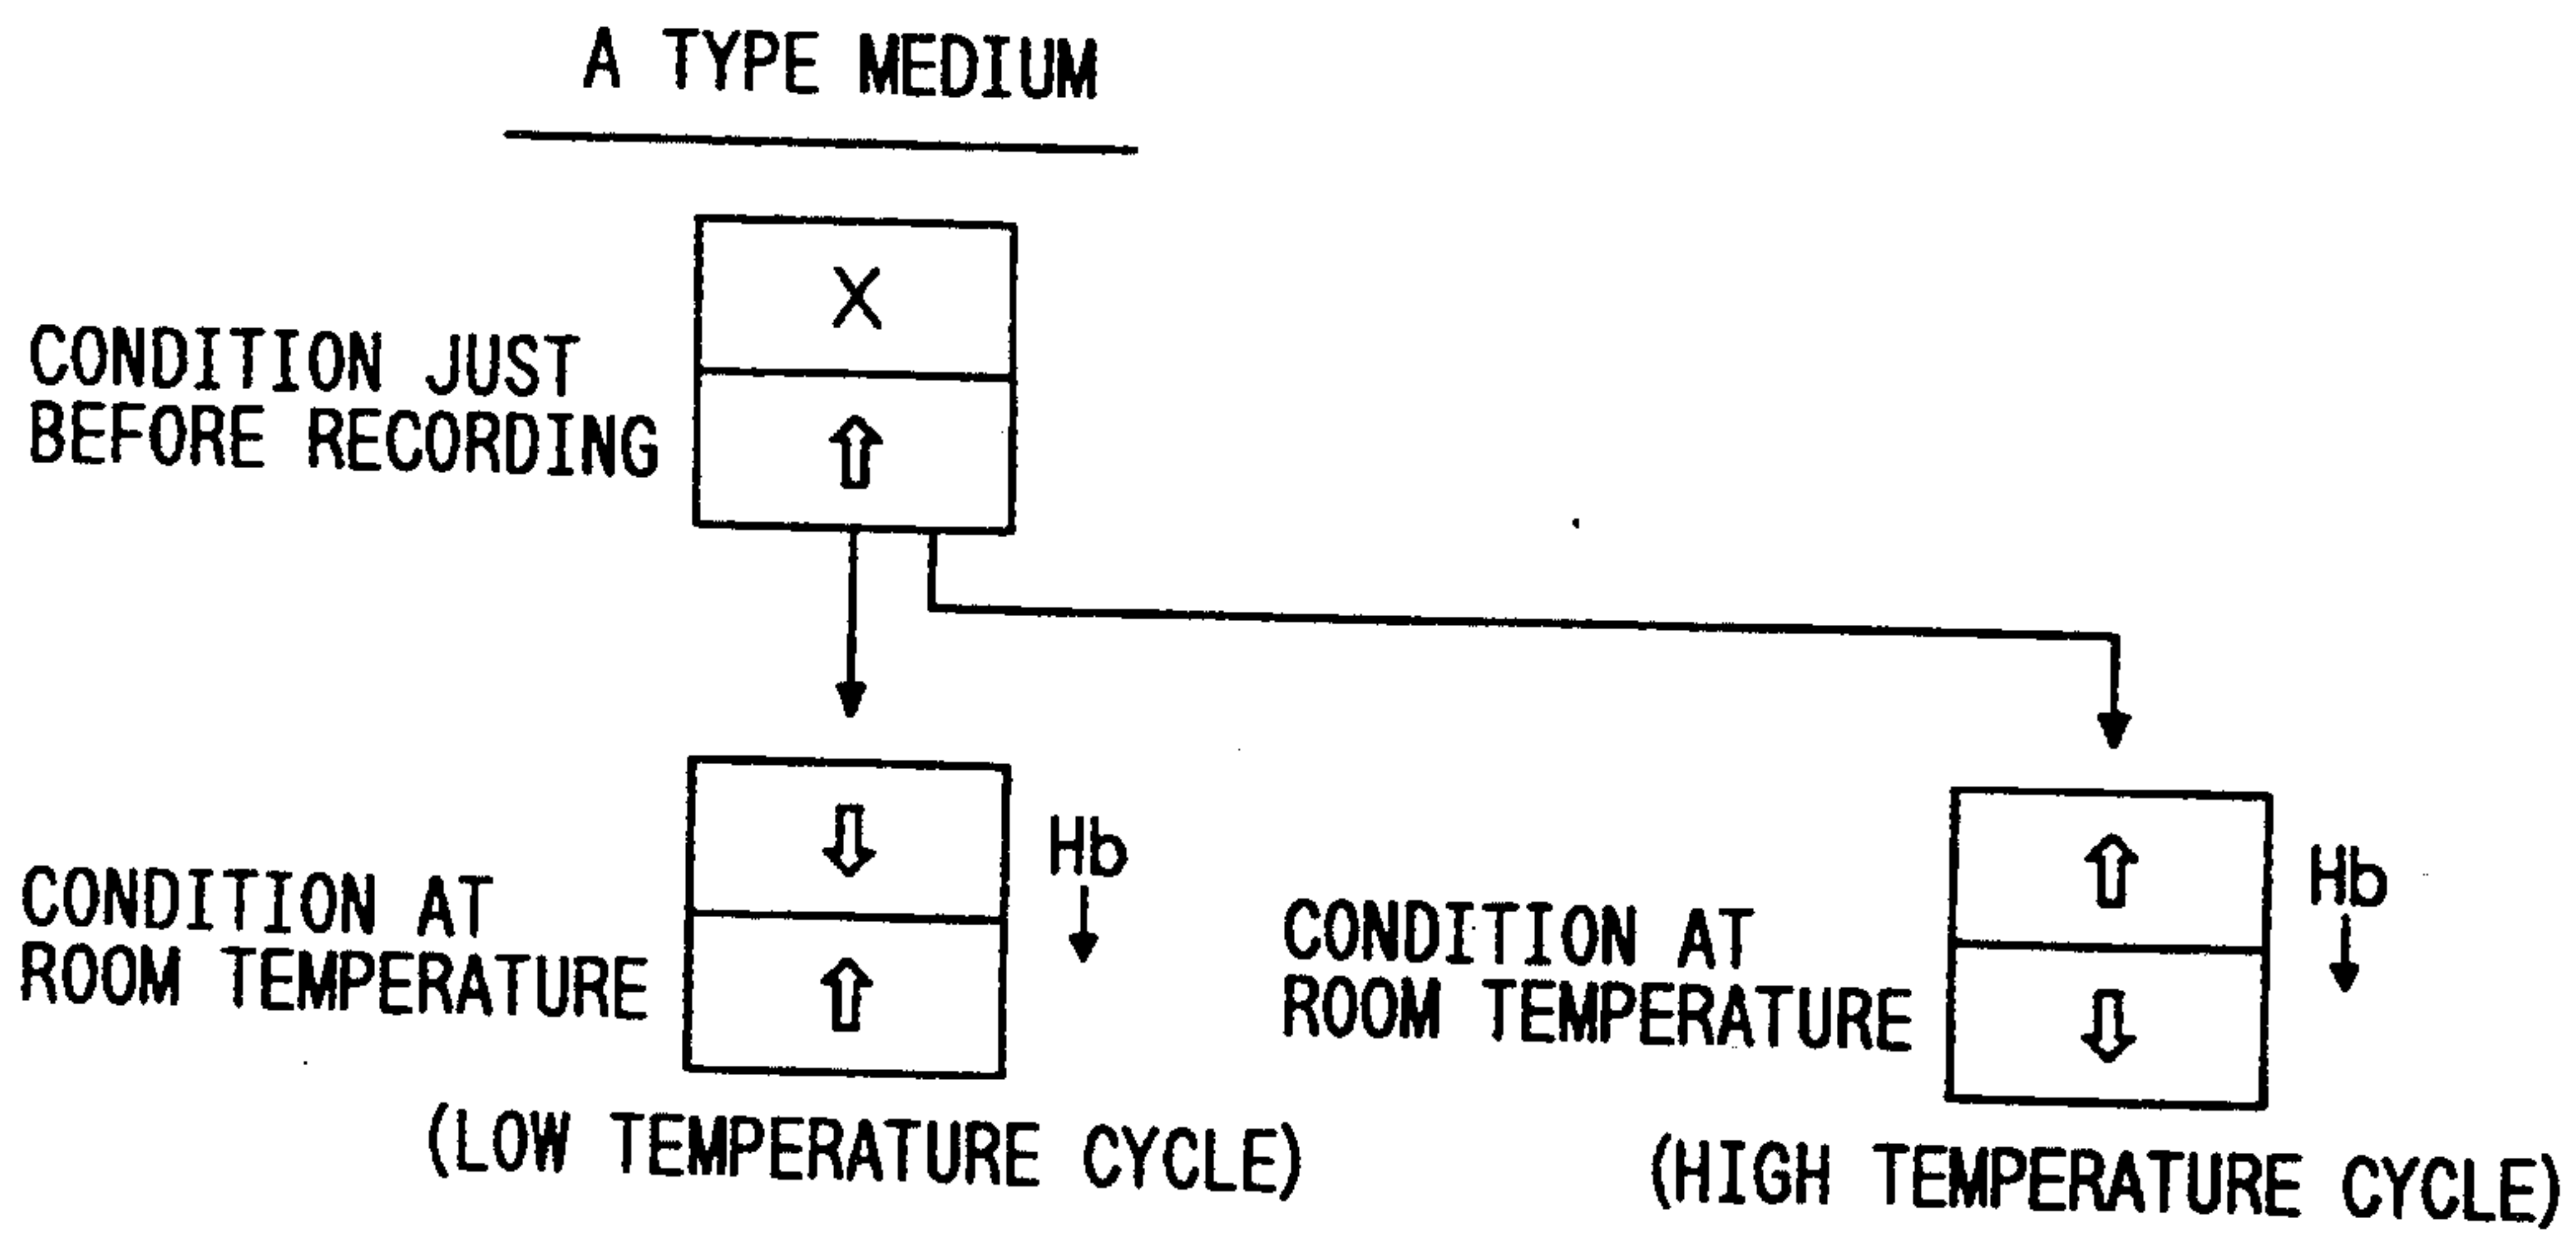 A TYPE MEDIUM
X
CONDITION JUST
BEFORE RECORDING
Hb
CONDITION AT
ROOM TEMPERATURE
(LOW TEMPERATURE CYCLE)
Hb
CONDITION AT
ROOM TEMPERATURE
(HIGH TEMPERATURE CYCLE)